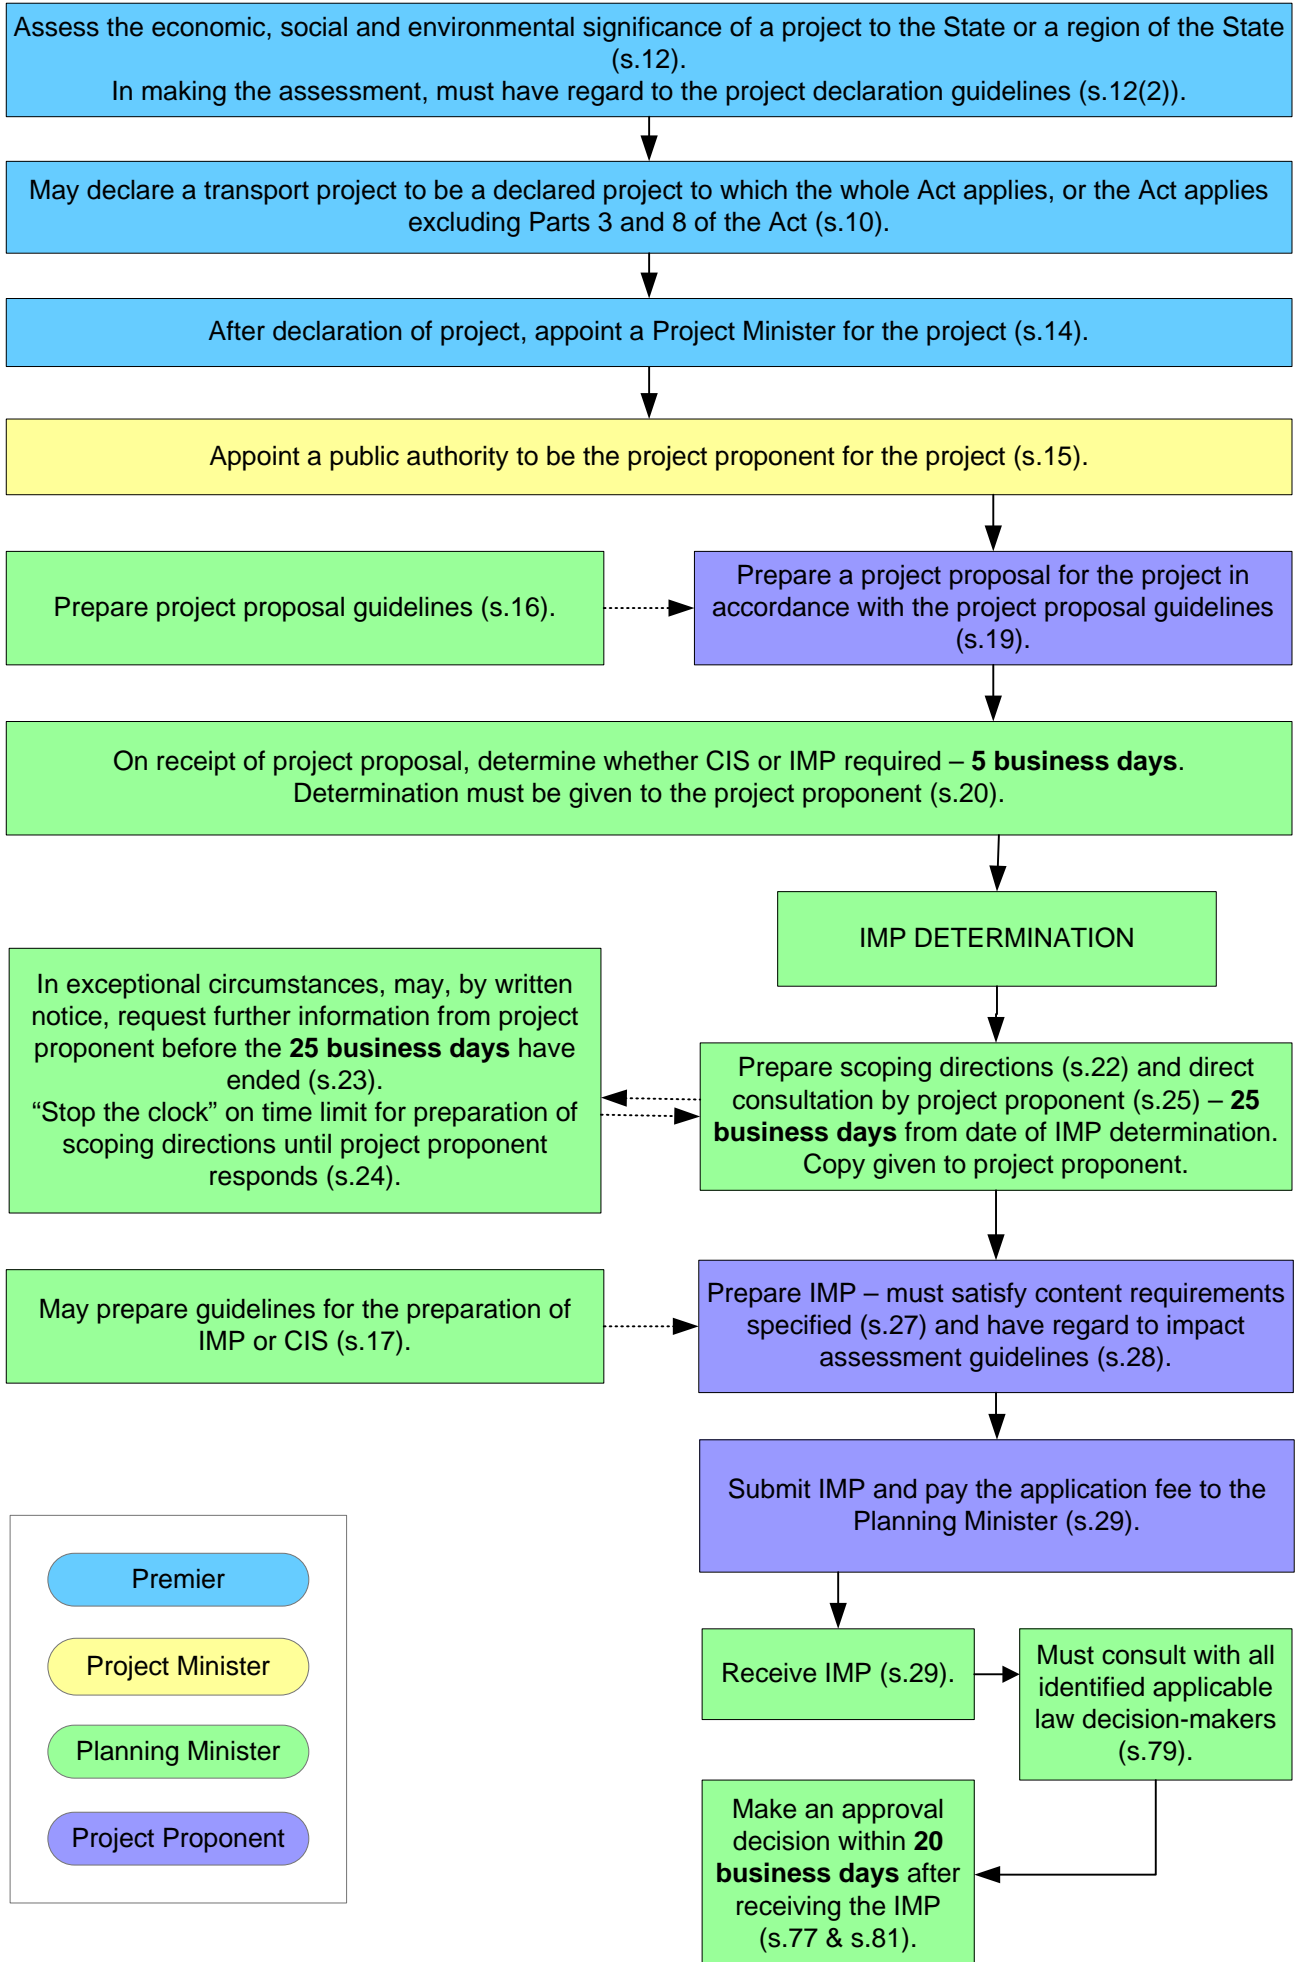 Assess the economic, social and environmental significance of a project to the State or a region of the State
(s.12).
In making the assessment, must have regard to the project declaration guidelines (s.12(2)).
May declare a transport project to be a declared project to which the whole Act applies, or the Act applies
excluding Parts 3 and 8 of the Act (s.10).
After declaration of project, appoint a Project Minister for the project (s.14).
Appoint a public authority to be the project proponent for the project (s.15).
Prepare project proposal guidelines (s.16).
Prepare a project proposal for the project in
accordance with the project proposal guidelines
(s.19).
On receipt of project proposal, determine whether CIS or IMP required – 5 business days.
Determination must be given to the project proponent (s.20).
IMP DETERMINATION
In exceptional circumstances, may, by written
notice, request further information from project
proponent before the 25 business days have
ended (s.23).
“Stop the clock” on time limit for preparation of
scoping directions until project proponent
responds (s.24).
Prepare scoping directions (s.22) and direct
consultation by project proponent (s.25) – 25
business days from date of IMP determination.
Copy given to project proponent.
May prepare guidelines for the preparation of
IMP or CIS (s.17).
Prepare IMP – must satisfy content requirements
specified (s.27) and have regard to impact
assessment guidelines (s.28).
Submit IMP and pay the application fee to the
Planning Minister (s.29).
Premier
Project Minister
Planning Minister
Project Proponent
Receive IMP (s.29).
Must consult with all
identified applicable
law decision-makers
(s.79).
Make an approval
decision within 20
business days after
receiving the IMP
(s.77 & s.81).